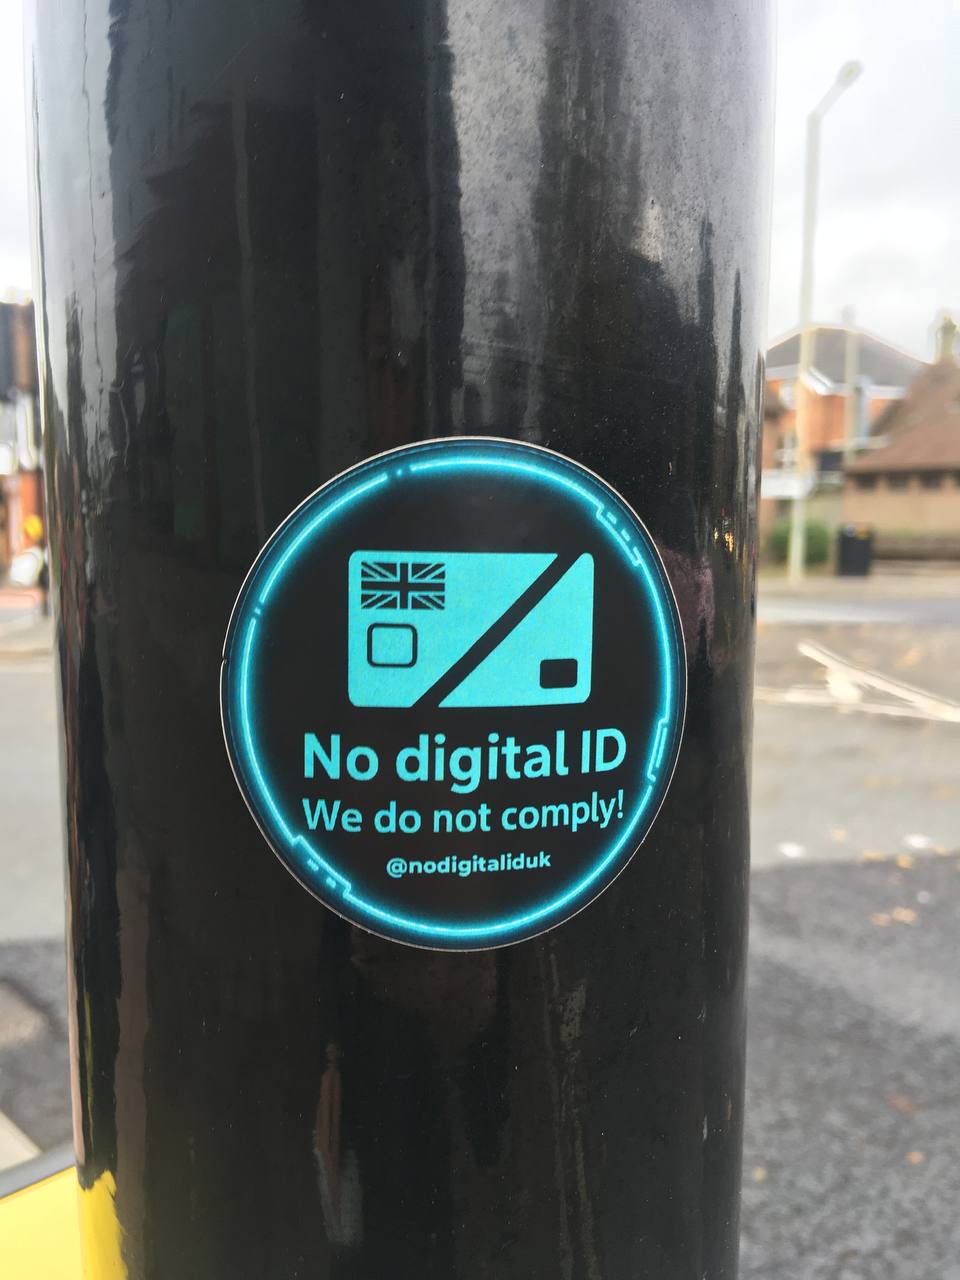 No digital ID
We do not comply!
@nodigitaliduk